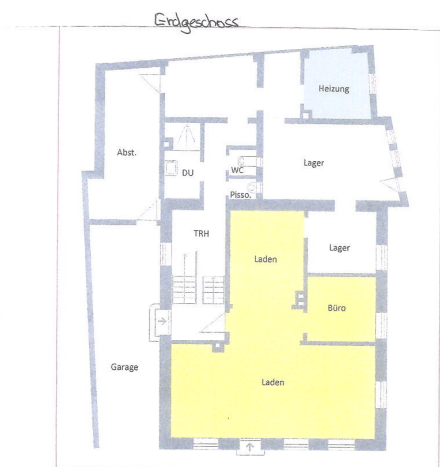 Erdgeschoss
Heizung
Abst.
Lager
DU
WC
Pisso.
TRH
Laden
Lager
Büro
Garage
Laden